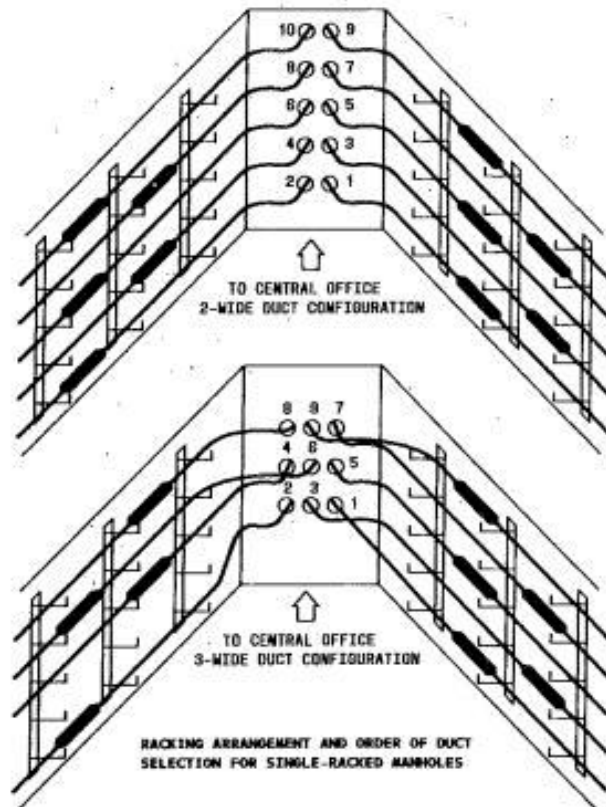 10 9
8 7
6 5
4 3
2 1
TO CENTRAL OFFICE
2-WIDE DUCT CONFIGURATION
8 9 7
4 6 5
2 3 1
TO CENTRAL OFFICE
3-WIDE DUCT CONFIGURATION
RACKING ARRANGEMENT AND ORDER OF DUCT
SELECTION FOR SINGLE-RACKED MANHOLES